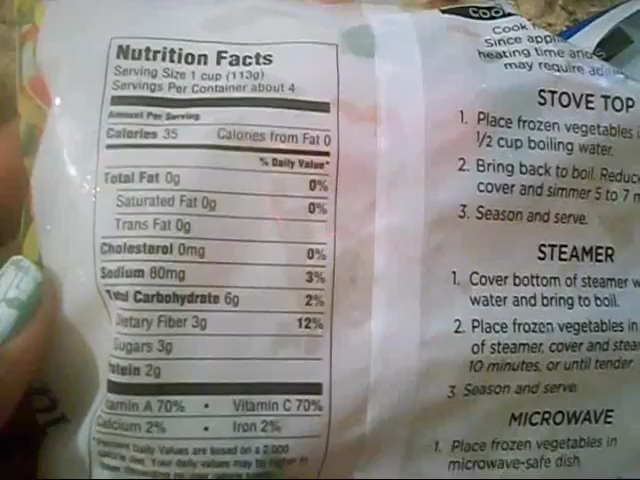 Nutrition Facts
Serving Size 1 cup (113g)
Servings Per Container about 4
Amount Per Serving
Calories 35 Calories from Fat 0
% Daily Value*
Total Fat 0g 0%
Saturated Fat 0g 0%
Trans Fat 0g
Cholesterol 0mg 0%
Sodium 80mg 3%
Total Carbohydrate 6g 2%
Dietary Fiber 3g 12%
Sugars 3g
Protein 2g
Vitamin A 70% • Vitamin C 70%
Calcium 2% • Iron 2%
*Percent Daily Values are based on a 2,000
calorie diet. Your daily values may be higher or
Cook
Since
heating time and
may require
STOVE TOP
1. Place frozen vegetables
1/2 cup boiling water.
2. Bring back to boil. Reduc
cover and simmer 5 to 7 m
3. Season and serve.
STEAMER
1. Cover bottom of steamer w
water and bring to boil.
2. Place frozen vegetables in
of steamer, cover and stea
10 minutes, or until tender.
3. Season and serve.
MICROWAVE
1. Place frozen vegetables in
microwave-safe dish